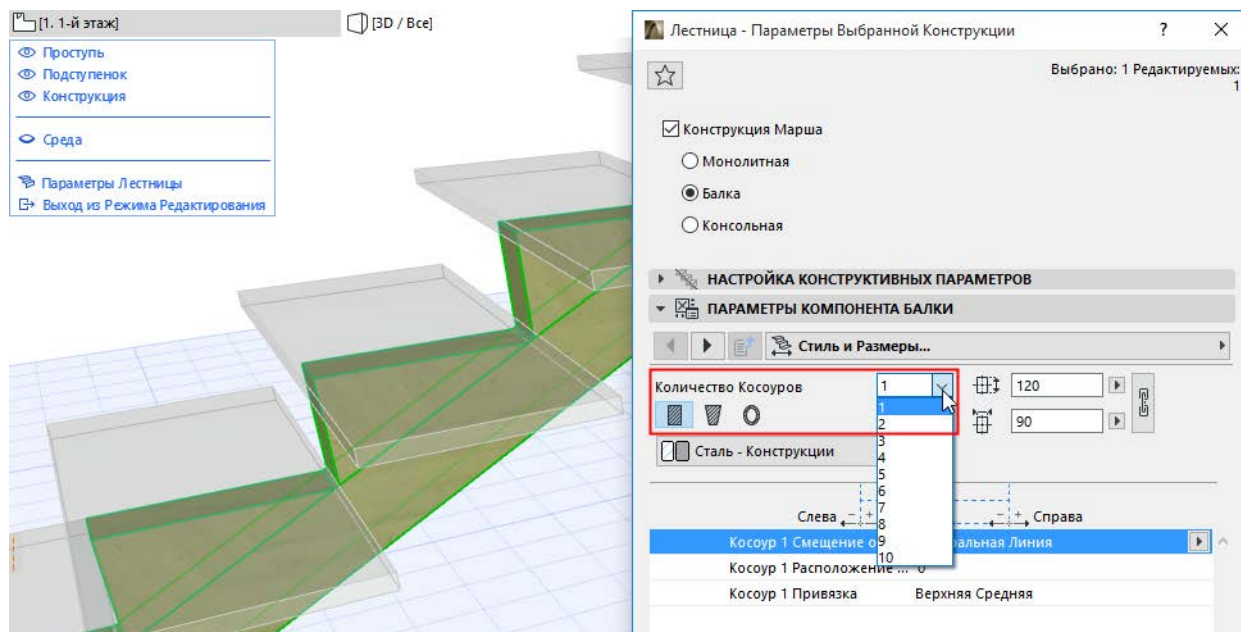 [1. 1-й этаж]
[3D / Все]
Проступь
Подступенок
Конструкция
Среда
Параметры Лестницы
Выход из Режима Редактирования
Лестница - Параметры Выбранной Конструкции
?
Выбрано: 1 Редактируемых:
1
Конструкция Марша
Монолитная
Балка
Консольная
НАСТРОЙКА КОНСТРУКТИВНЫХ ПАРАМЕТРОВ
ПАРАМЕТРЫ КОМПОНЕНТА БАЛКИ
Стиль и Размеры...
Количество Косоуров 1 120
1
2 90
3
4
5
6
7
8
9
10
Сталь - Конструкции
Слева - + - + Справа
Косоур 1 Смещение о Линия
Косоур 1 Расположение ... 0
Косоур 1 Привязка Верхняя Средняя